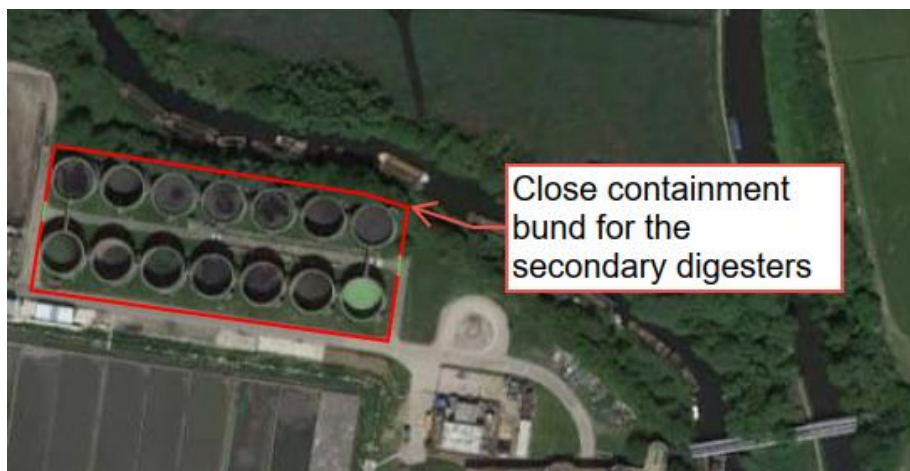 Close containment
bund for the
secondary digesters